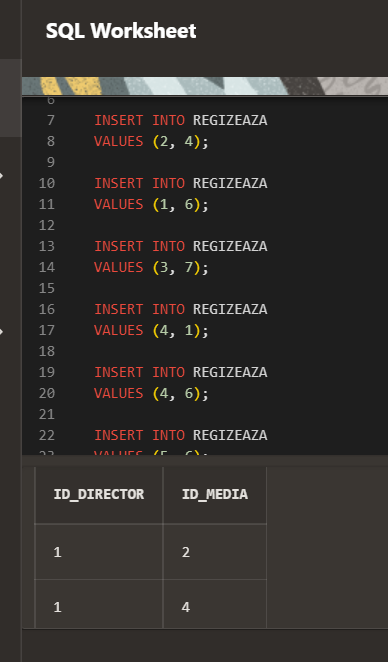 SQL Worksheet
6
7 INSERT INTO REGIZEAZA
8 VALUES (2, 4);
9
10 INSERT INTO REGIZEAZA
11 VALUES (1, 6);
12
13 INSERT INTO REGIZEAZA
14 VALUES (3, 7);
15
16 INSERT INTO REGIZEAZA
17 VALUES (4, 1);
18
19 INSERT INTO REGIZEAZA
20 VALUES (4, 6);
21
22 INSERT INTO REGIZEAZA
23 VALUES (5, 6);
ID_DIRECTOR ID_MEDIA
1 2
1 4